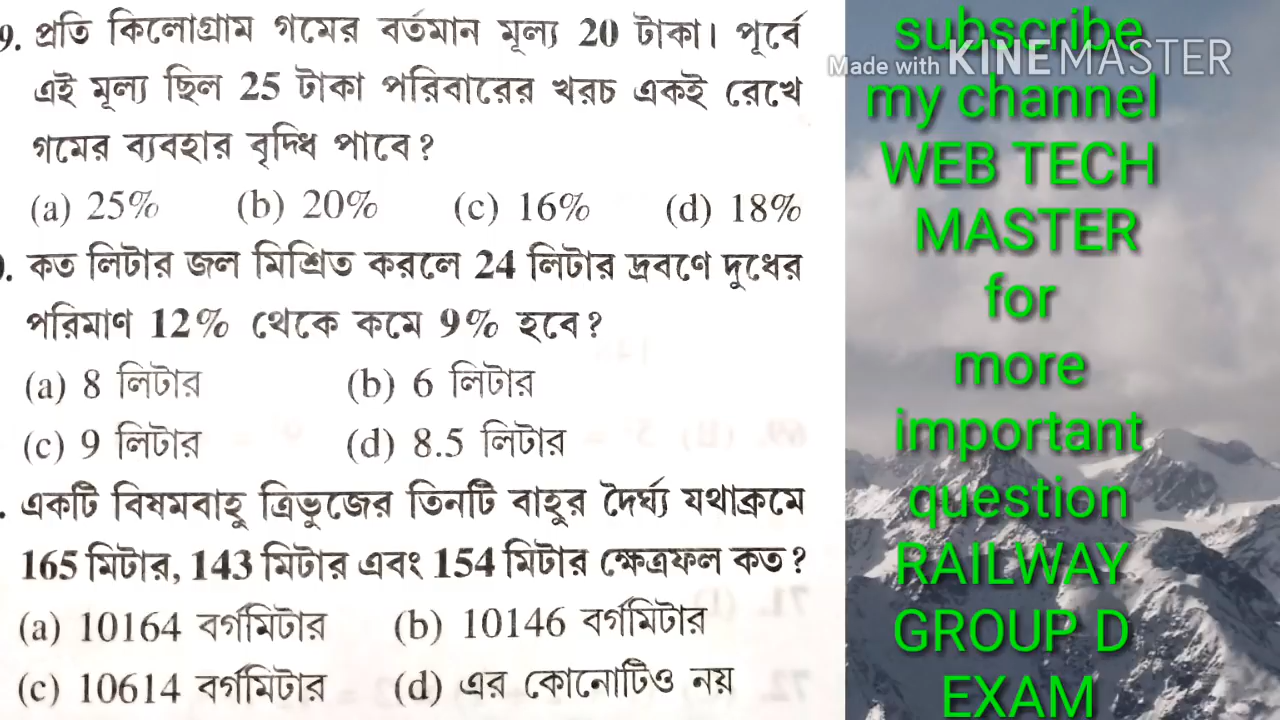 9. প্রতি কিলোগ্রাম গমের বর্তমান মূল্য 20 টাকা। পূর্বে
এই মূল্য ছিল 25 টাকা পরিবারের খরচ একই রেখে
গমের ব্যবহার বৃদ্ধি পাবে?
(a) 25% (b) 20% (c) 16% (d) 18%
. কত লিটার জল মিশ্রিত করলে 24 লিটার দ্রবণে দুধের
পরিমাণ 12% থেকে কমে 9% হবে?
(a) 8 লিটার (b) 6 লিটার
(c) 9 লিটার (d) 8.5 লিটার
. একটি বিষমবাহু ত্রিভুজের তিনটি বাহুর দৈর্ঘ্য যথাক্রমে
165 মিটার, 143 মিটার এবং 154 মিটার ক্ষেত্রফল কত?
(a) 10164 বর্গমিটার (b) 10146 বর্গমিটার
(c) 10614 বর্গমিটার (d) এর কোনোটিও নয়
subscribe
Made with KINEMASTER
my channel
WEB TECH
MASTER
for
more
important
question
RAILWAY
GROUP D
EXAM